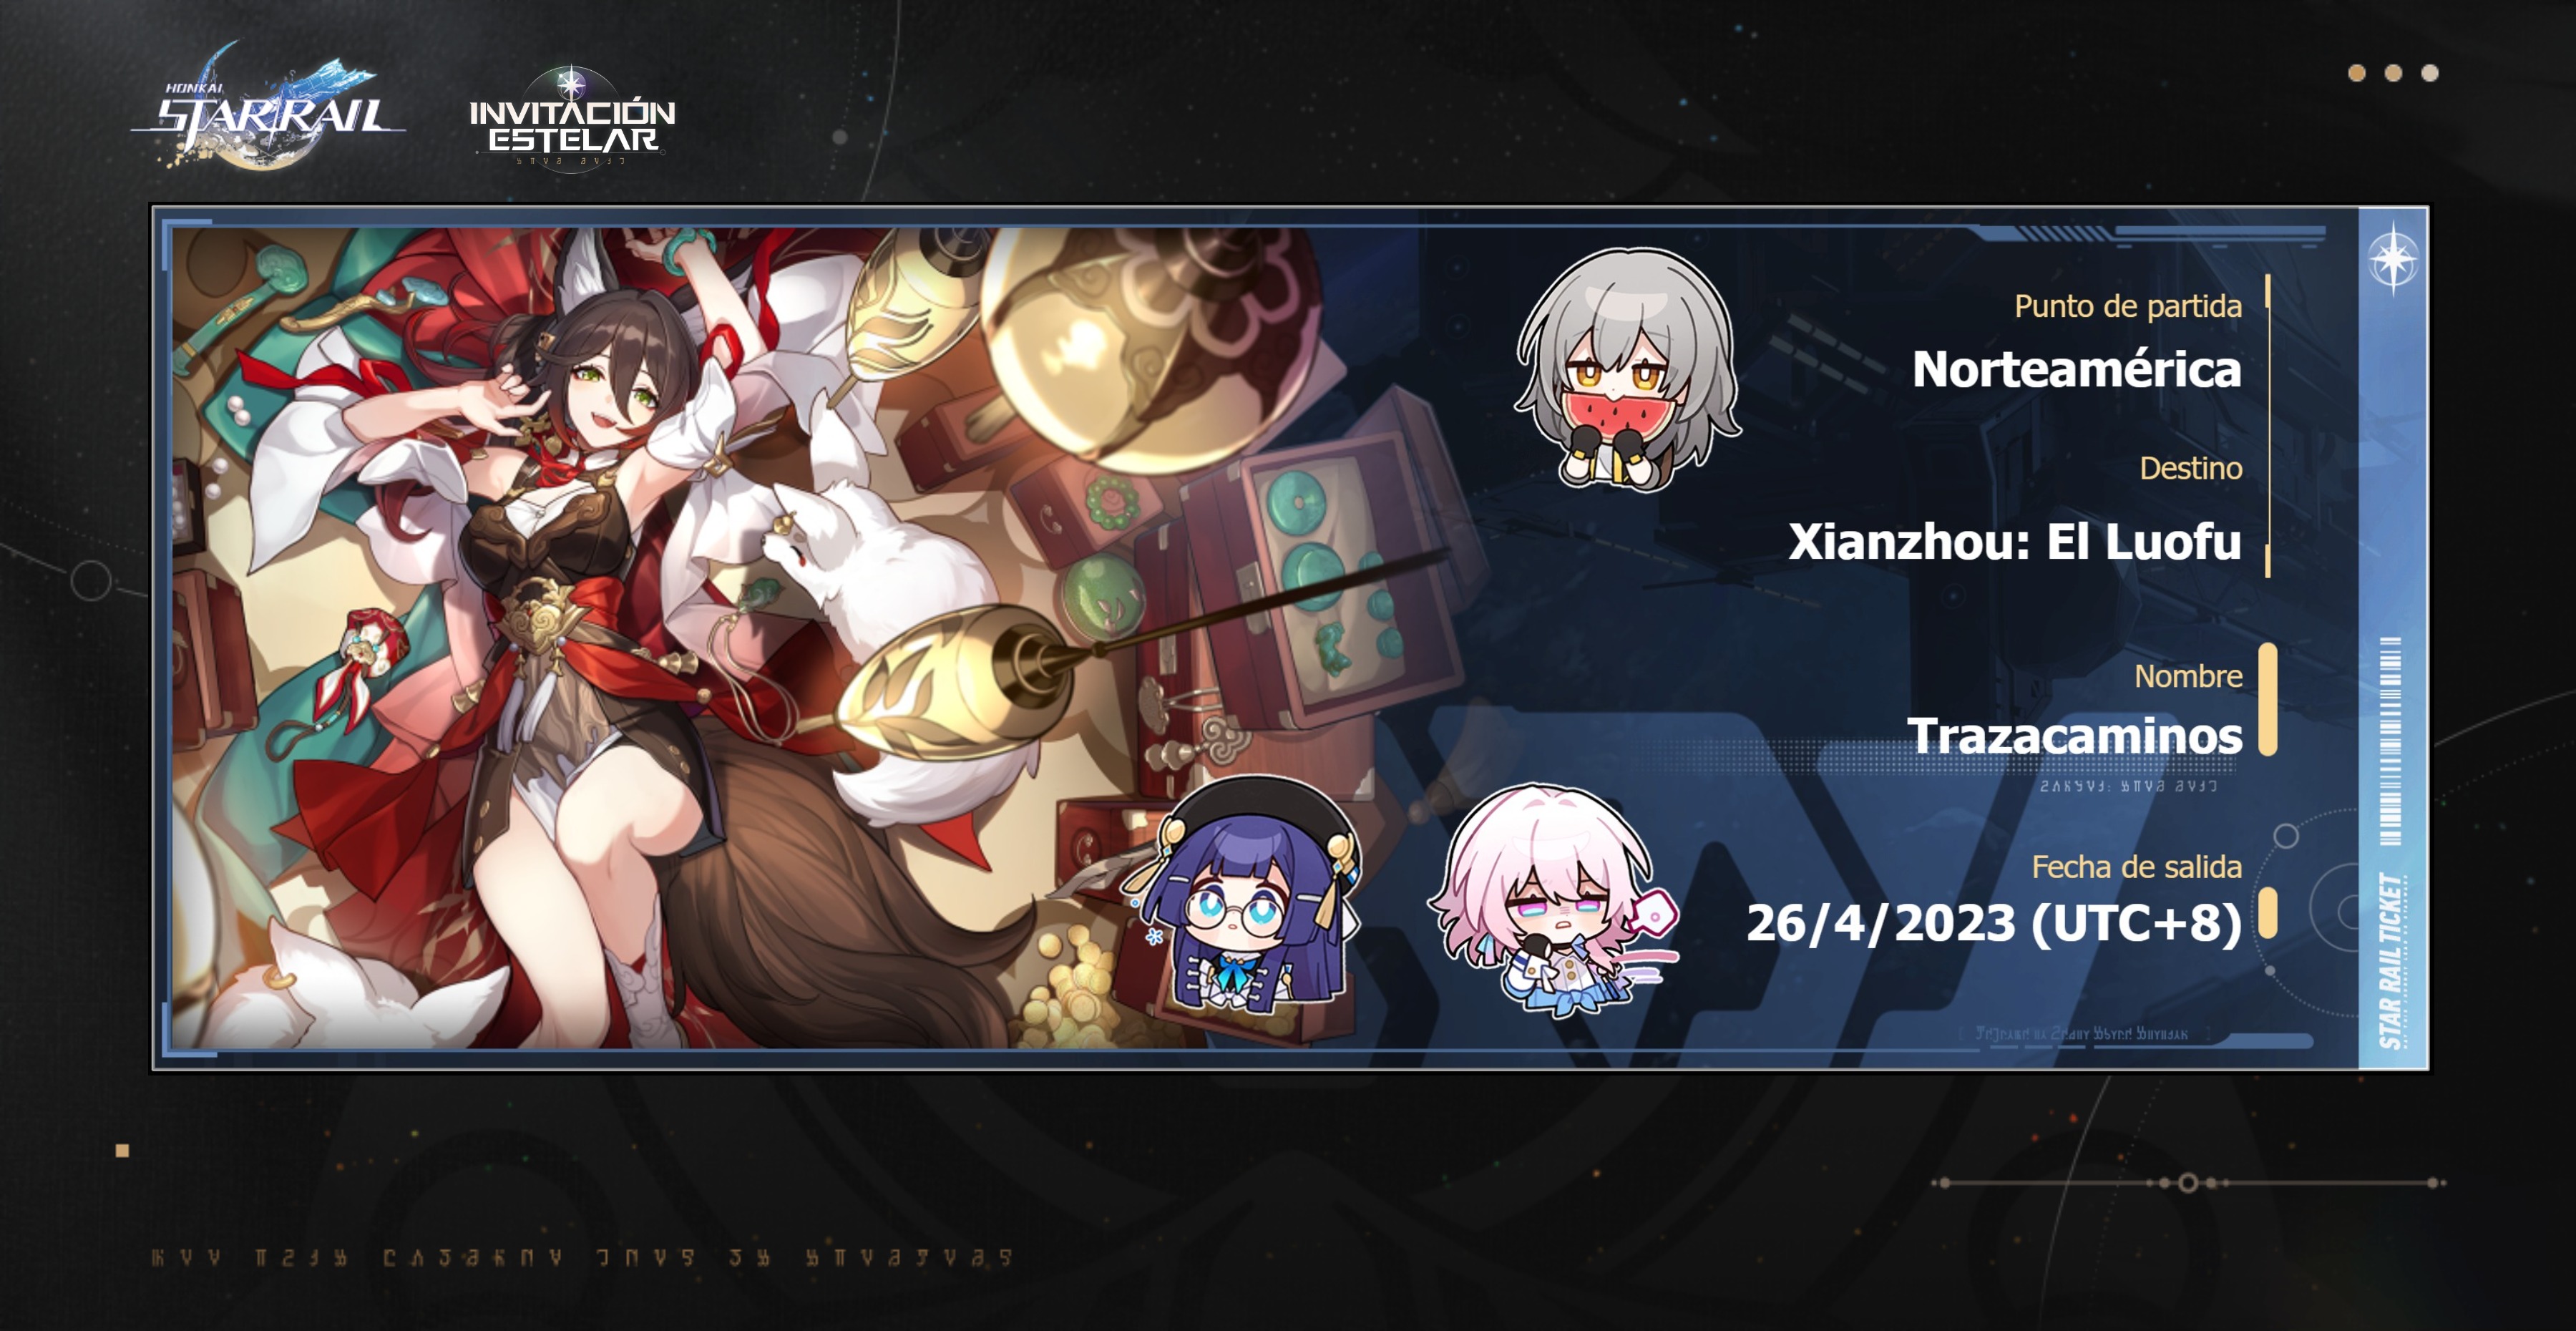 HONKAI
STAR RAIL
INVITACIÓN
ESTELAR
Punto de partida
Norteamérica
Destino
Xianzhou: El Luofu
Nombre
Trazacaminos
Fecha de salida
26/4/2023 (UTC+8)
STAR RAIL TICKET